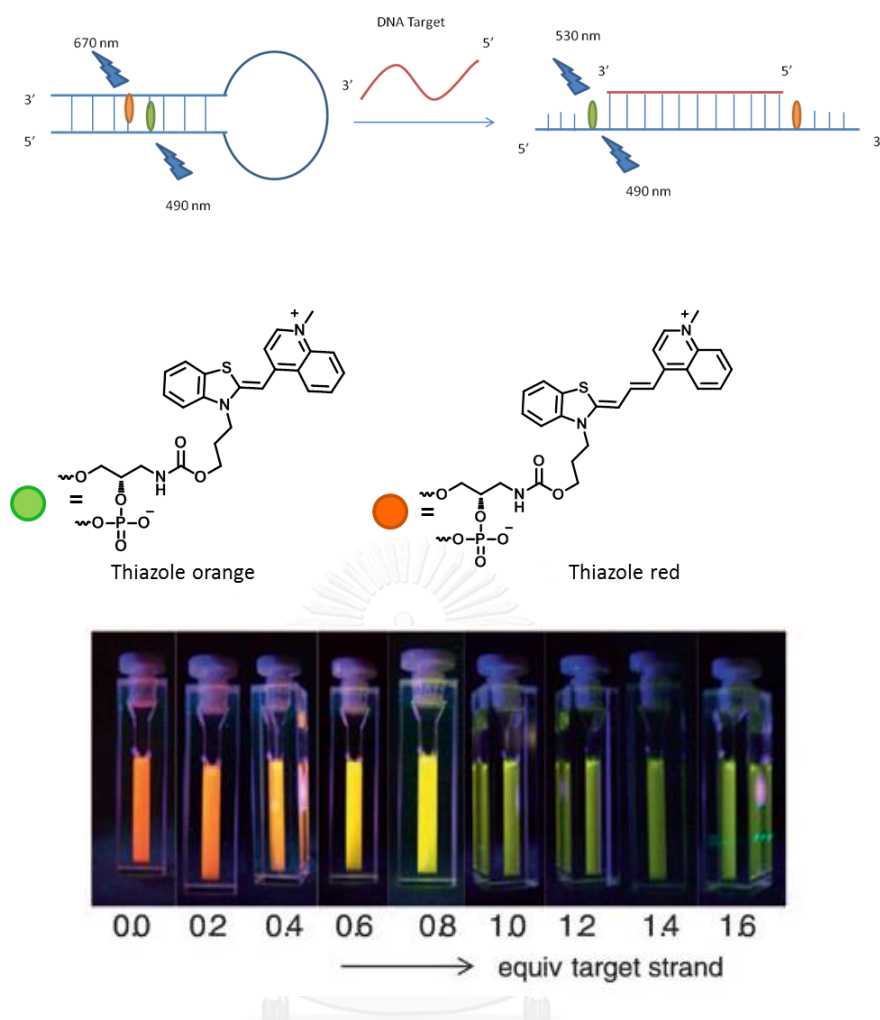 DNA Target
670 nm
5′
530 nm
3′
3′
5′
3′
5′
5′
3
490 nm
490 nm
+
N
S
N
O
O
N
H
O
O
O P O
−
O
=
Thiazole orange
+
N
S
N
O
O
N
H
O
O
O P O
−
O
=
Thiazole red
0.0 0.2 0.4 0.6 0.8 1.0 1.2 1.4 1.6
equiv target strand